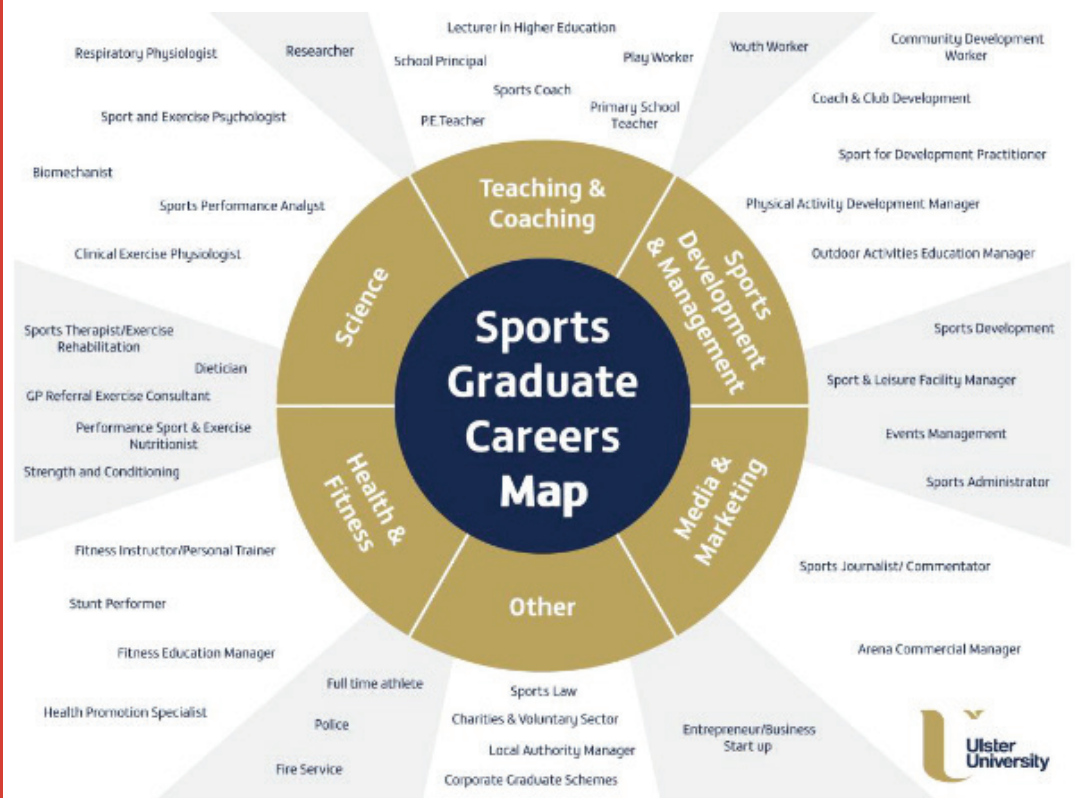 Lecturer in Higher Education
Respiratory Physiologist
Researcher
School Principal
Play Worker
Youth Worker
Community Development
Worker
Sports Coach
Coach & Club Development
Sport and Exercise Psychologist
P.E.Teacher
Primary School
Teacher
Sport for Development Practitioner
Biomechanist
Sports Performance Analyst
Physical Activity Development Manager
Clinical Exercise Physiologist
Outdoor Activities Education Manager
Teaching &
Coaching
Science
Sports
Development
& Management
Sports
Graduate
Careers
Map
Sports Therapist/Exercise
Rehabilitation
Dietician
GP Referral Exercise Consultant
Performance Sport & Exercise
Nutritionist
Strength and Conditioning
Sports Development
Sport & Leisure Facility Manager
Events Management
Sports Administrator
Health &
Fitness
Media &
Marketing
Other
Fitness Instructor/Personal Trainer
Stunt Performer
Fitness Education Manager
Health Promotion Specialist
Sports Journalist/ Commentator
Arena Commercial Manager
Full time athlete
Police
Fire Service
Sports Law
Charities & Voluntary Sector
Local Authority Manager
Corporate Graduate Schemes
Entrepreneur/Business
Start up
Ulster
University